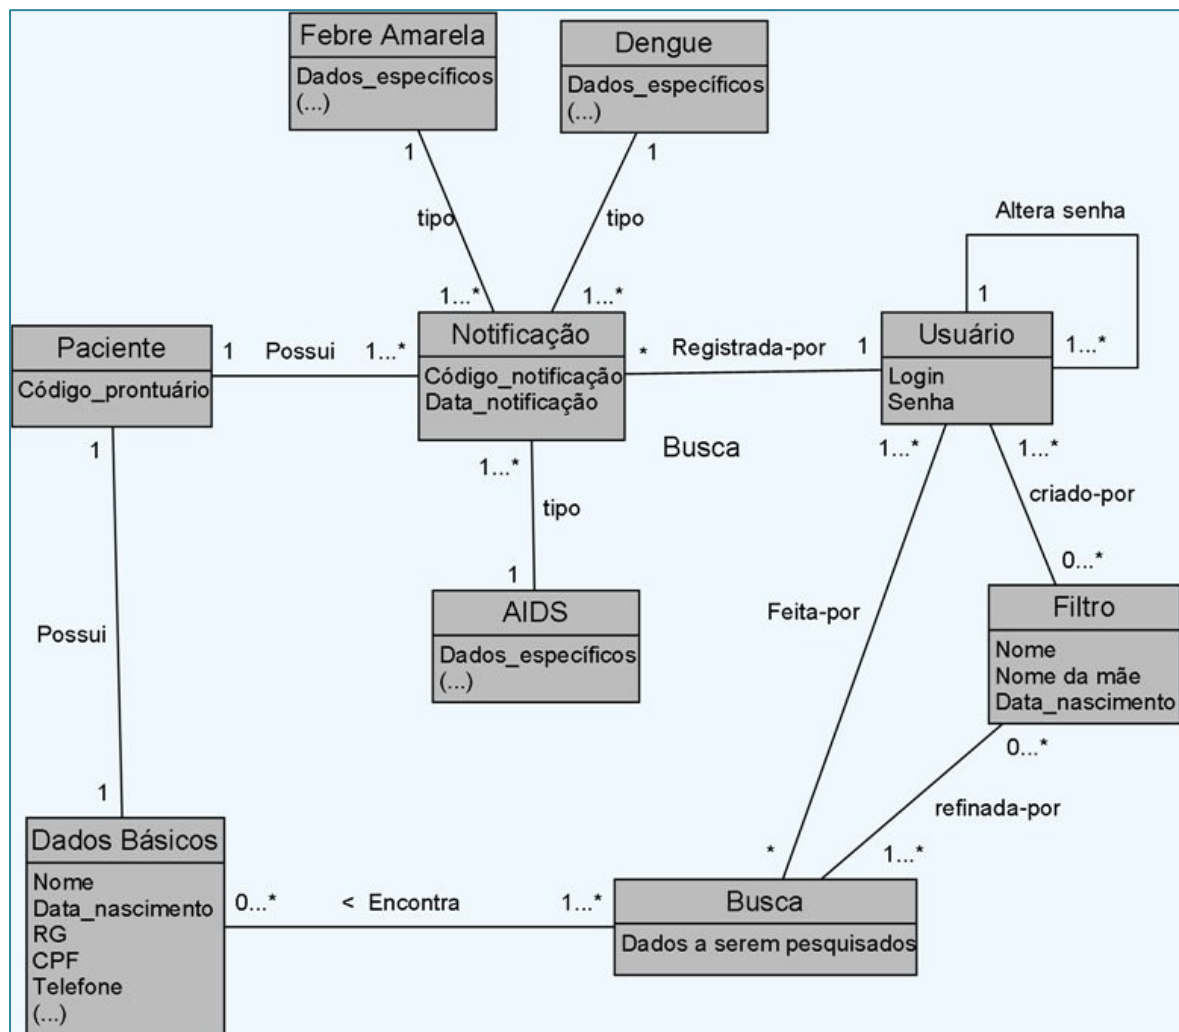 Febre Amarela
Dados_específicos
(...)
Dengue
Dados_específicos
(...)
1
1
tipo
tipo
Altera senha
1...*
1...*
1
1...*
Paciente
Código_prontuário
1
Possui
1...*
Notificação
Código_notificação
Data_notificação
*
Registrada-por
1
Usuário
Login
Senha
1
1...*
Busca
1...*
1...*
criado-por
tipo
1
0...*
AIDS
Dados_específicos
(...)
Feita-por
Filtro
Nome
Nome da mãe
Data_nascimento
Possui
0...*
refinada-por
1
*
1...*
Dados Básicos
Nome
Data_nascimento
RG
CPF
Telefone
(...)
0...*
< Encontra
1...*
Busca
Dados a serem pesquisados